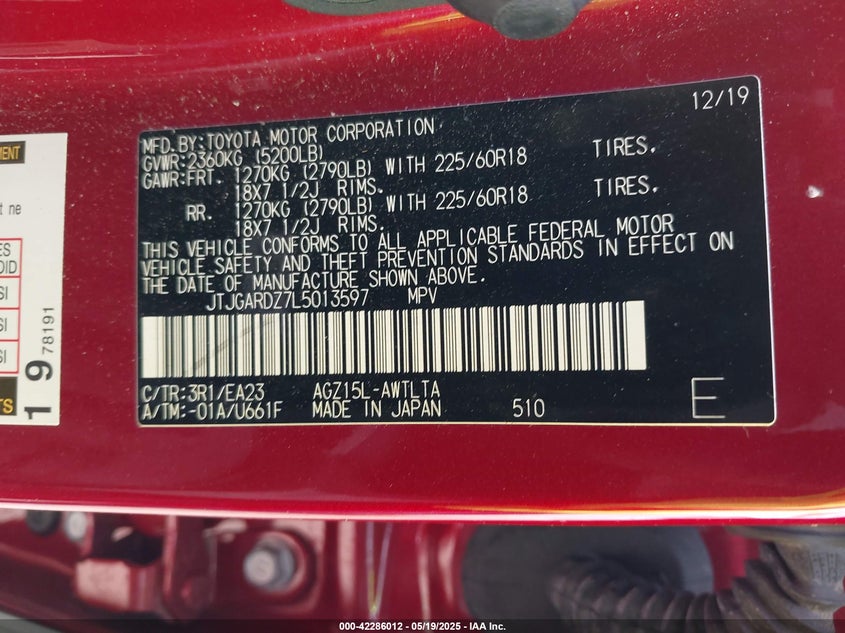 12/19
MFD.BY:TOYOTA MOTOR CORPORATION
GVWR:2360KG (5200LB)
GAWR:FRT. 1270KG (2790LB) WITH 225/60R18 TIRES.
18X7 1/2J RIMS.
RR. 1270KG (2790LB) WITH 225/60R18 TIRES.
18X7 1/2J RIMS.
THIS VEHICLE CONFORMS TO ALL APPLICABLE FEDERAL MOTOR
VEHICLE SAFETY AND THEFT PREVENTION STANDARDS IN EFFECT ON
THE DATE OF MANUFACTURE SHOWN ABOVE.
JTJGARDZ7L5013597 MPV
C/TR:3R1/EA23 AGZ15L-AWTLTA
A/TM:-01A/U661F MADE IN JAPAN 510 E
19 78191
000-42286012 - 05/19/2025 - IAA Inc.